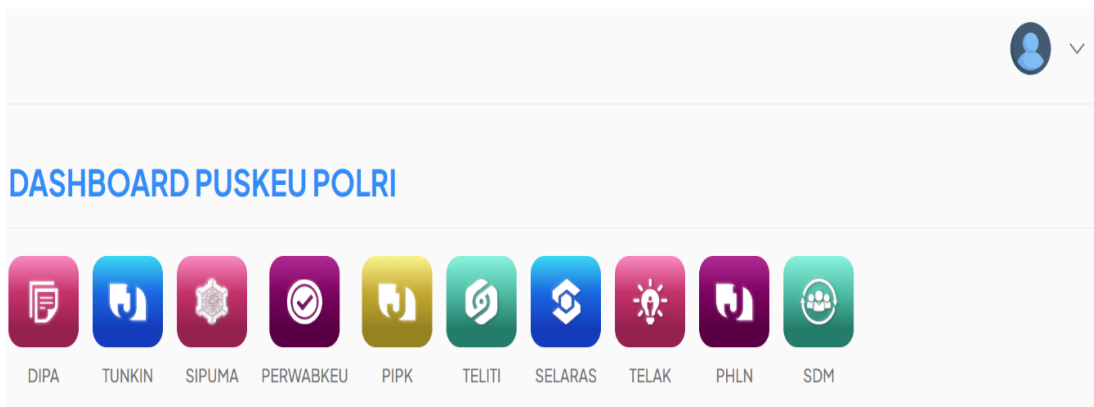 DASHBOARD PUSKEU POLRI
DIPA TUNKIN SIPUMA PERWABKEU PIPK TELITI SELARAS TELAK PHLN SDM